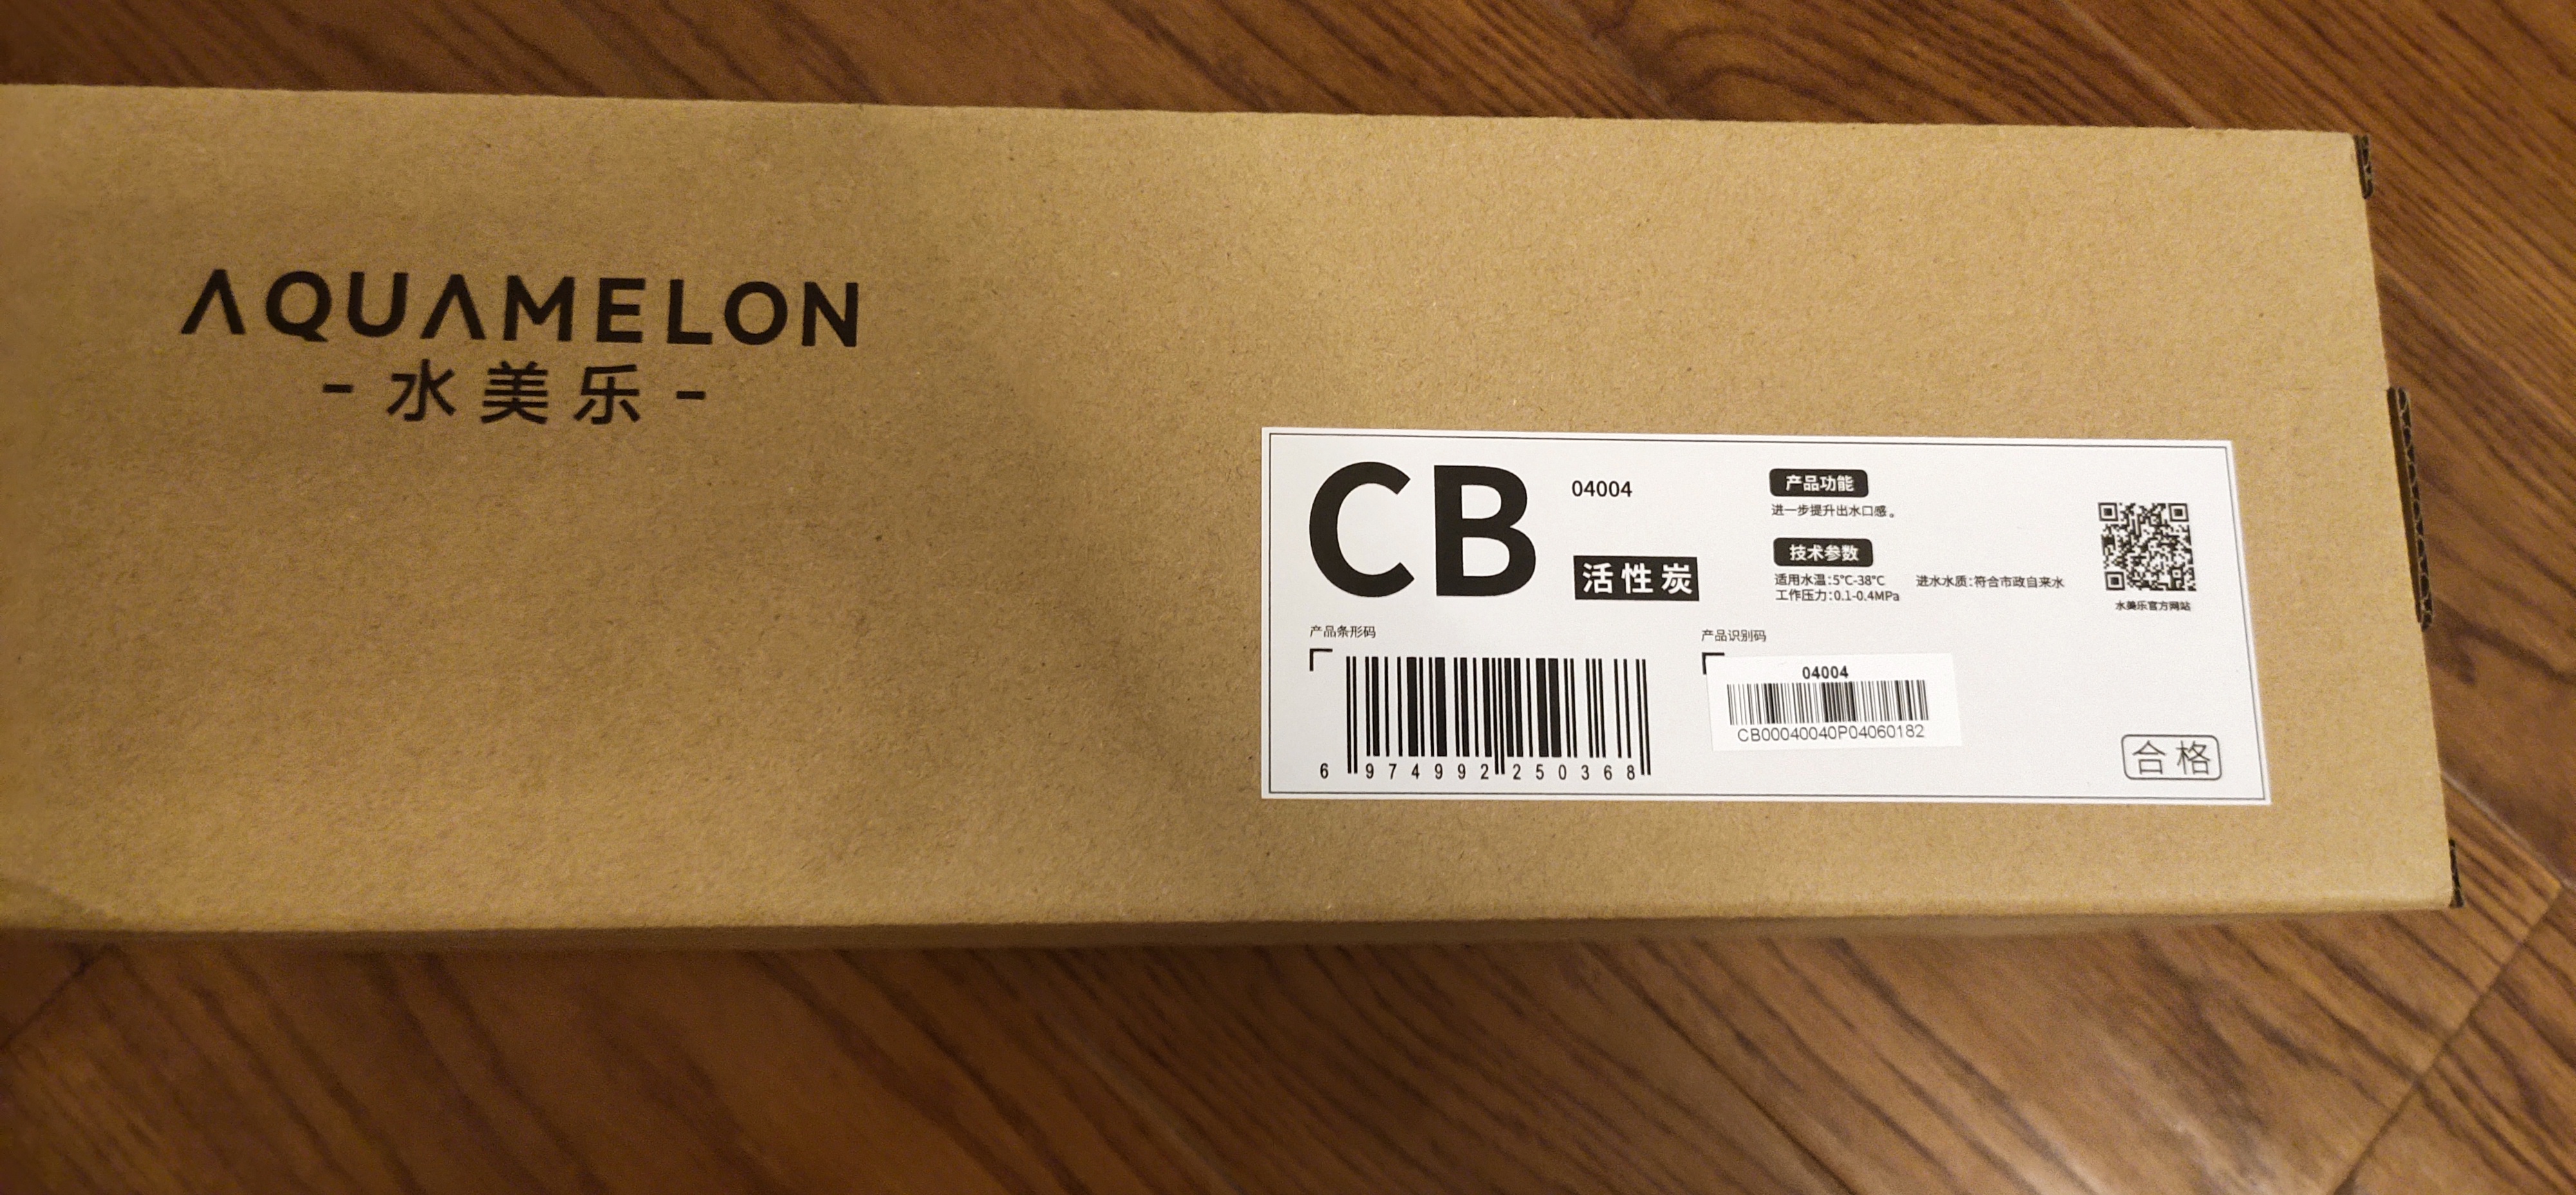 AQUAMELON
- 水美乐 -
CB
04004
活性炭
产品功能
进一步提升出水口感。
技术参数
适用水温:5℃-38℃ 进水水质:符合市政自来水
工作压力:0.1-0.4MPa
水美乐官方网站
产品条形码
6 974992 250368
产品识别码
04004
CB00040040P04060182
合格